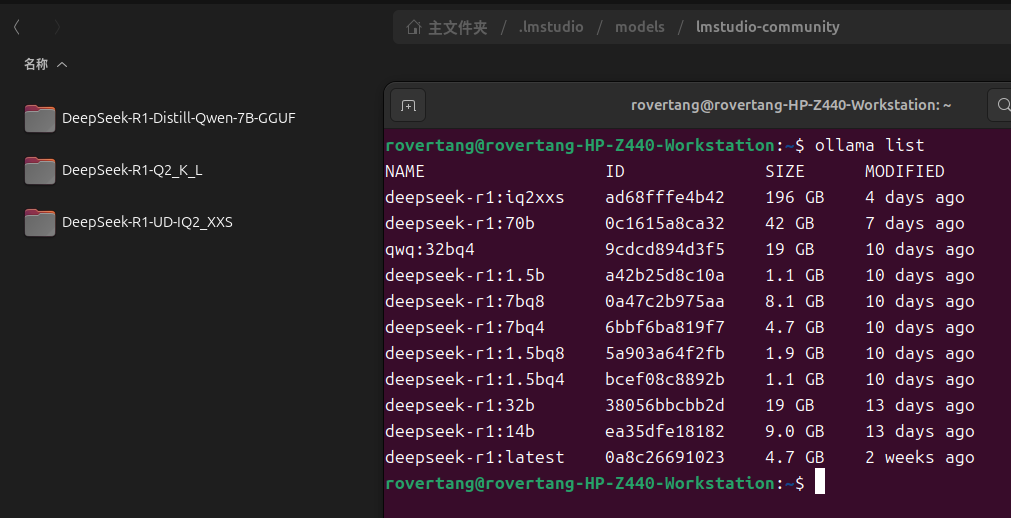 主文件夹 / .lmstudio / models / lmstudio-community
名称
DeepSeek-R1-Distill-Qwen-7B-GGUF
DeepSeek-R1-Q2_K_L
DeepSeek-R1-UD-IQ2_XXS
rovertang@rovertang-HP-Z440-Workstation: ~
rovertang@rovertang-HP-Z440-Workstation:~$ ollama list
NAME ID SIZE MODIFIED
deepseek-r1:iq2xxs ad68fffe4b42 196 GB 4 days ago
deepseek-r1:70b 0c1615a8ca32 42 GB 7 days ago
qwq:32bq4 9cdcd894d3f5 19 GB 10 days ago
deepseek-r1:1.5b a42b25d8c10a 1.1 GB 10 days ago
deepseek-r1:7bq8 0a47c2b975aa 8.1 GB 10 days ago
deepseek-r1:7bq4 6bbf6ba819f7 4.7 GB 10 days ago
deepseek-r1:1.5bq8 5a903a64f2fb 1.9 GB 10 days ago
deepseek-r1:1.5bq4 bcef08c8892b 1.1 GB 10 days ago
deepseek-r1:32b 38056bbcbb2d 19 GB 13 days ago
deepseek-r1:14b ea35dfe18182 9.0 GB 13 days ago
deepseek-r1:latest 0a8c26691023 4.7 GB 2 weeks ago
rovertang@rovertang-HP-Z440-Workstation:~$